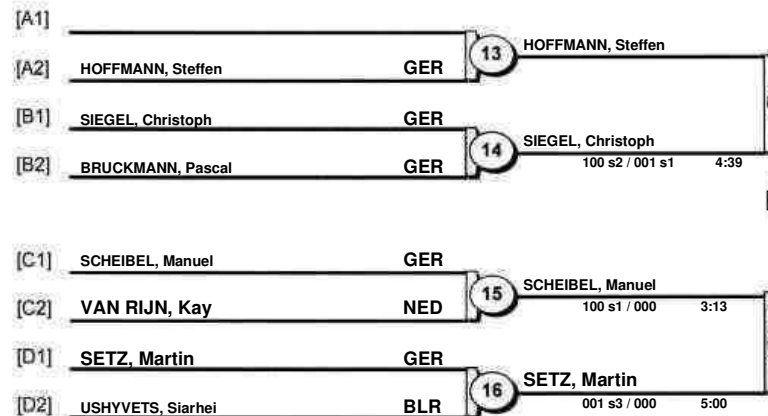 [A1]
[A2] HOFFMANN, Steffen GER
13 HOFFMANN, Steffen
[B1] SIEGEL, Christoph GER
[B2] BRUCKMANN, Pascal GER
14 SIEGEL, Christoph
100 s2 / 001 s1 4:39
[C1] SCHEIBEL, Manuel GER
[C2] VAN RIJN, Kay NED
15 SCHEIBEL, Manuel
100 s1 / 000 3:13
[D1] SETZ, Martin GER
[D2] USHYVETS, Siarhei BLR
16 SETZ, Martin
001 s3 / 000 5:00